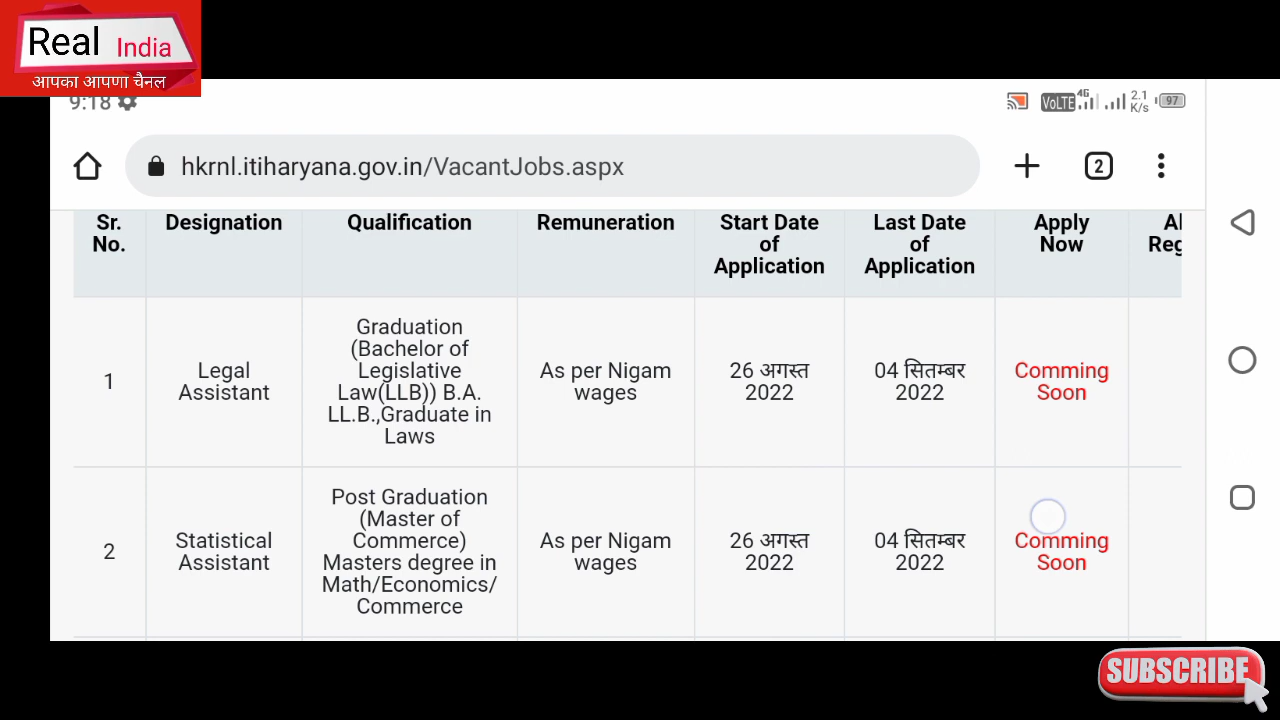 Real India
आपका आपणा चैनल
9:18
VoLTE 4G 2.1 K/s 97
hkrnl.itiharyana.gov.in/VacantJobs.aspx
2
Sr. No.
Designation
Qualification
Remuneration
Start Date of Application
Last Date of Application
Apply Now
Al
Reg
1
Legal
Assistant
Graduation
(Bachelor of
Legislative
Law(LLB)) B.A.
LL.B.,Graduate in
Laws
As per Nigam
wages
26 अगस्त
2022
04 सितम्बर
2022
Comming
Soon
2
Statistical
Assistant
Post Graduation
(Master of
Commerce)
Masters degree in
Math/Economics/
Commerce
As per Nigam
wages
26 अगस्त
2022
04 सितम्बर
2022
Comming
Soon
SUBSCRIBE